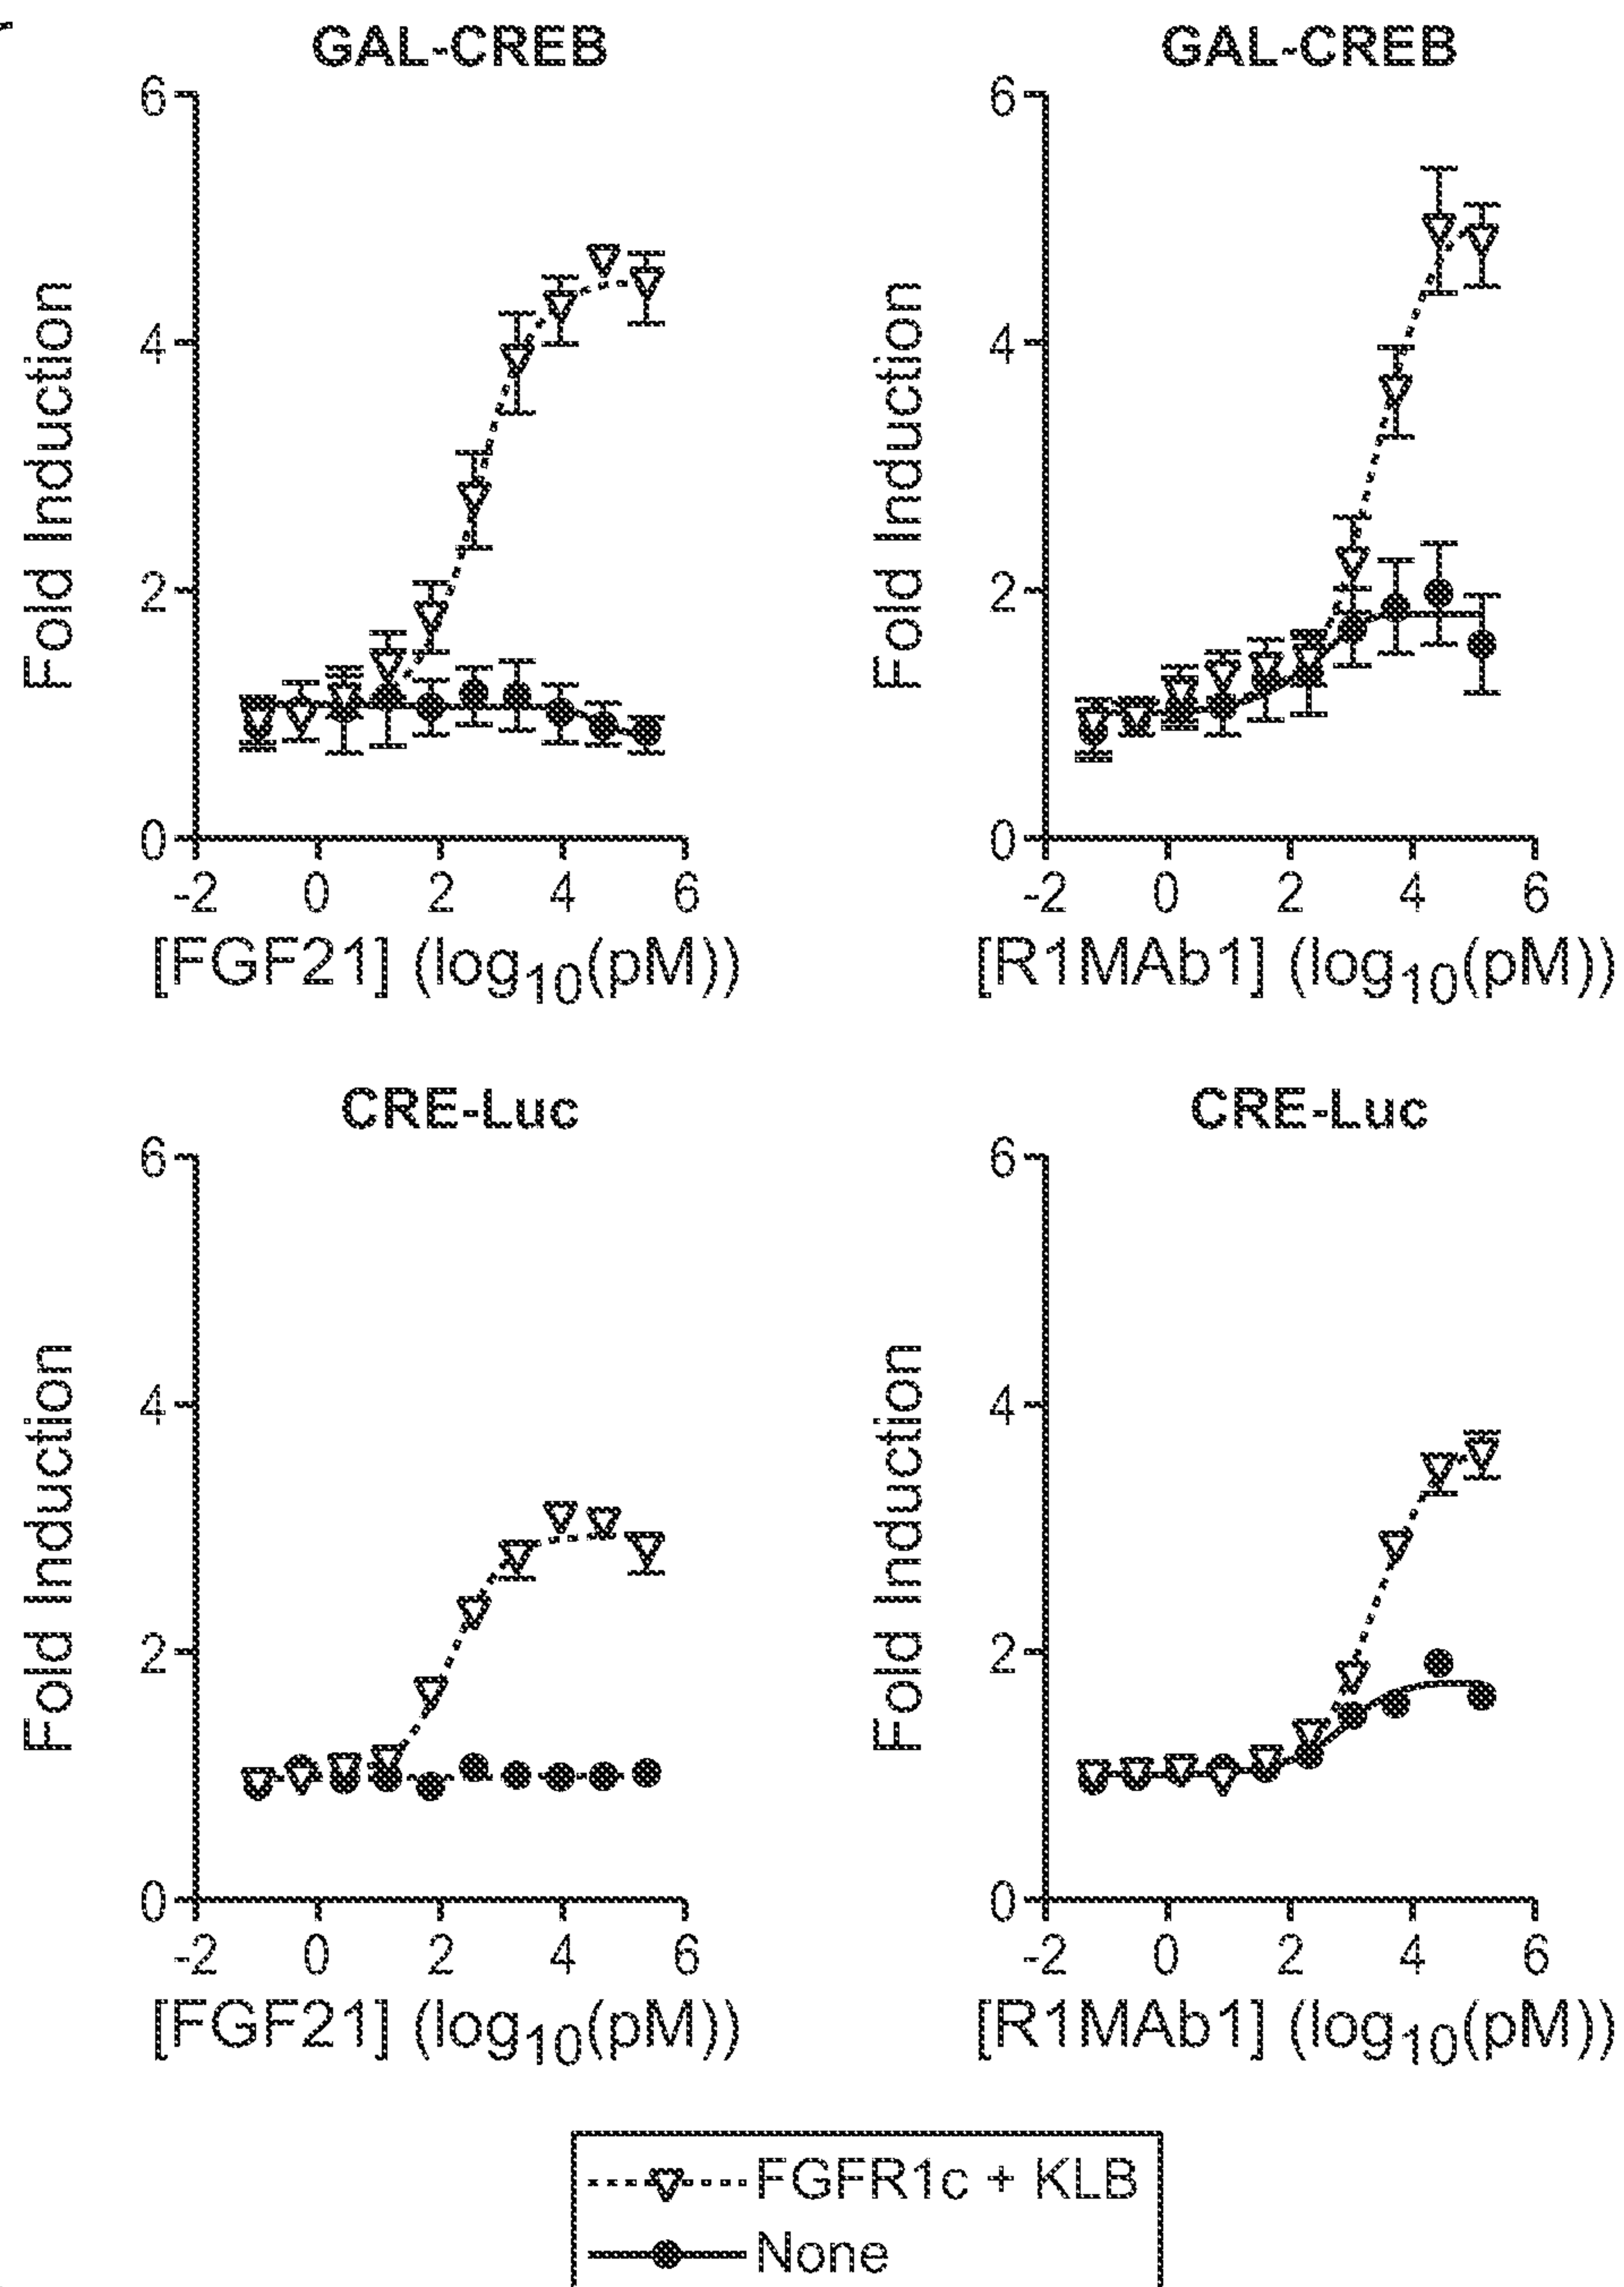 GAL-CREB
6
4
2
0
Fold Induction
-2 0 2 4 6
[FGF21] (log10(pM))
GAL-CREB
6
4
2
0
Fold Induction
-2 0 2 4 6
[R1MAb1] (log10(pM))
CRE-Luc
6
4
2
0
Fold Induction
-2 0 2 4 6
[FGF21] (log10(pM))
CRE-Luc
6
4
2
0
Fold Induction
-2 0 2 4 6
[R1MAb1] (log10(pM))
FGFR1c + KLB
None